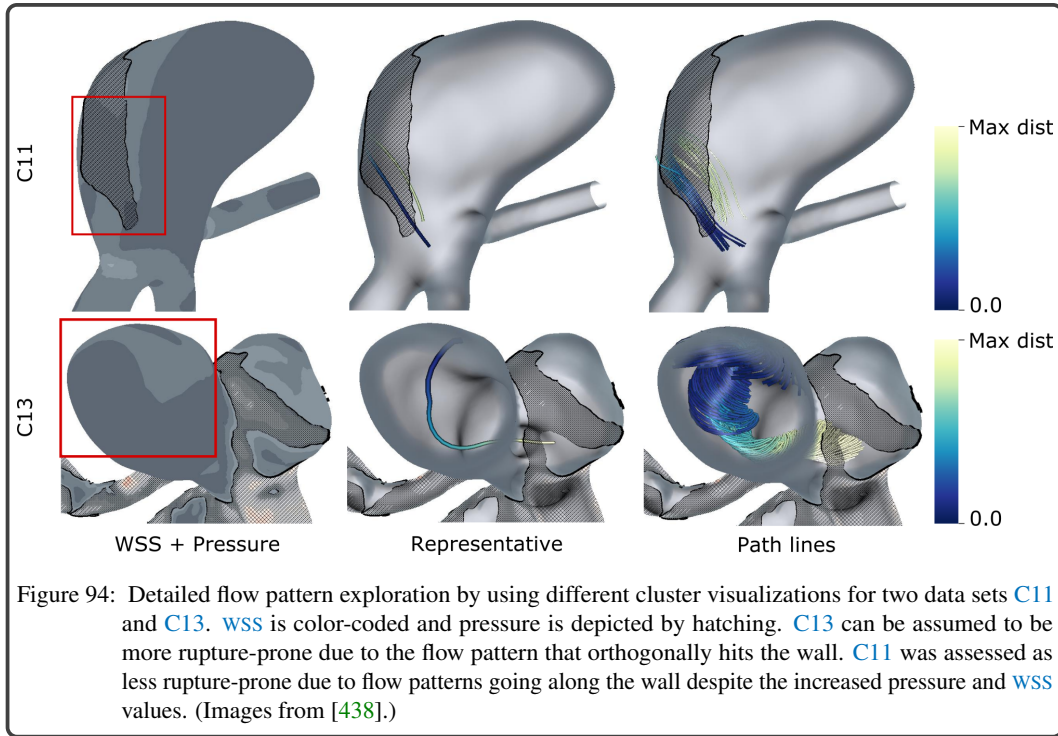 C11
Max dist
0.0
C13
Max dist
0.0
WSS + Pressure
Representative
Path lines
Figure 94: Detailed flow pattern exploration by using different cluster visualizations for two data sets C11
and C13. WSS is color-coded and pressure is depicted by hatching. C13 can be assumed to be
more rupture-prone due to the flow pattern that orthogonally hits the wall. C11 was assessed as
less rupture-prone due to flow patterns going along the wall despite the increased pressure and WSS
values. (Images from [438].)